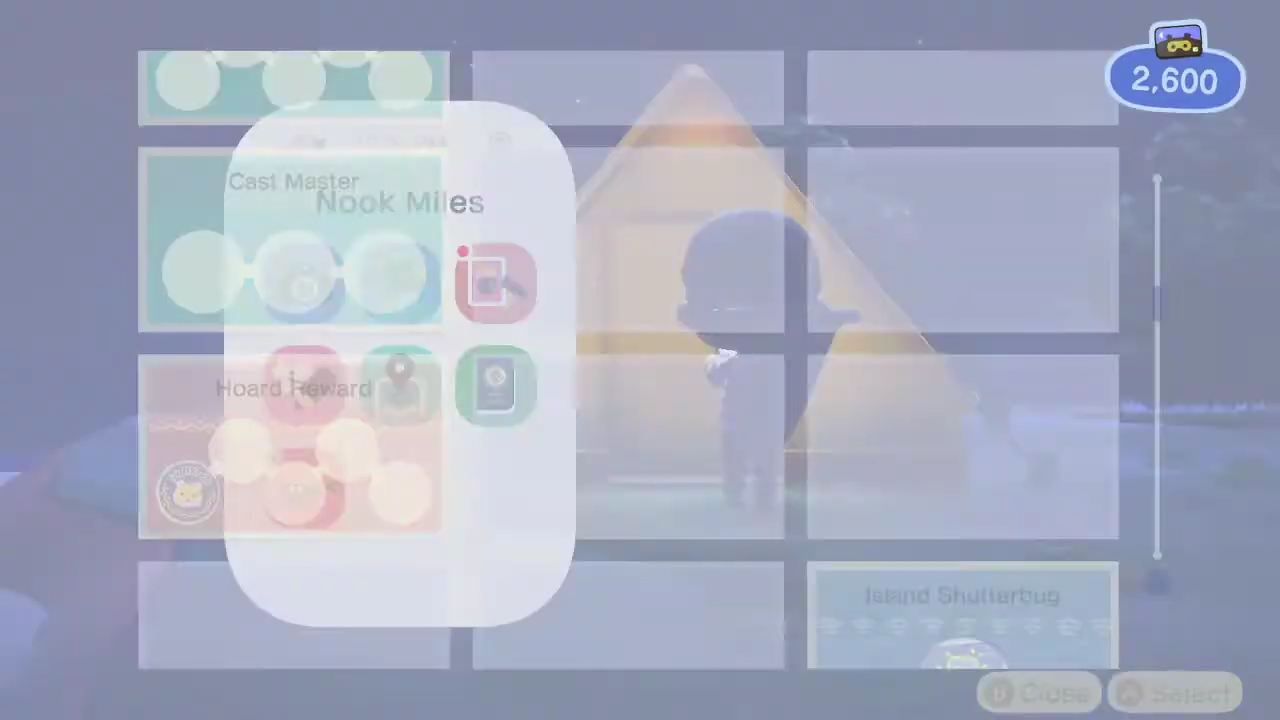 2,600
Cast Master
Nook Miles
Hoard Reward
Island Shutterbug
Close
Select